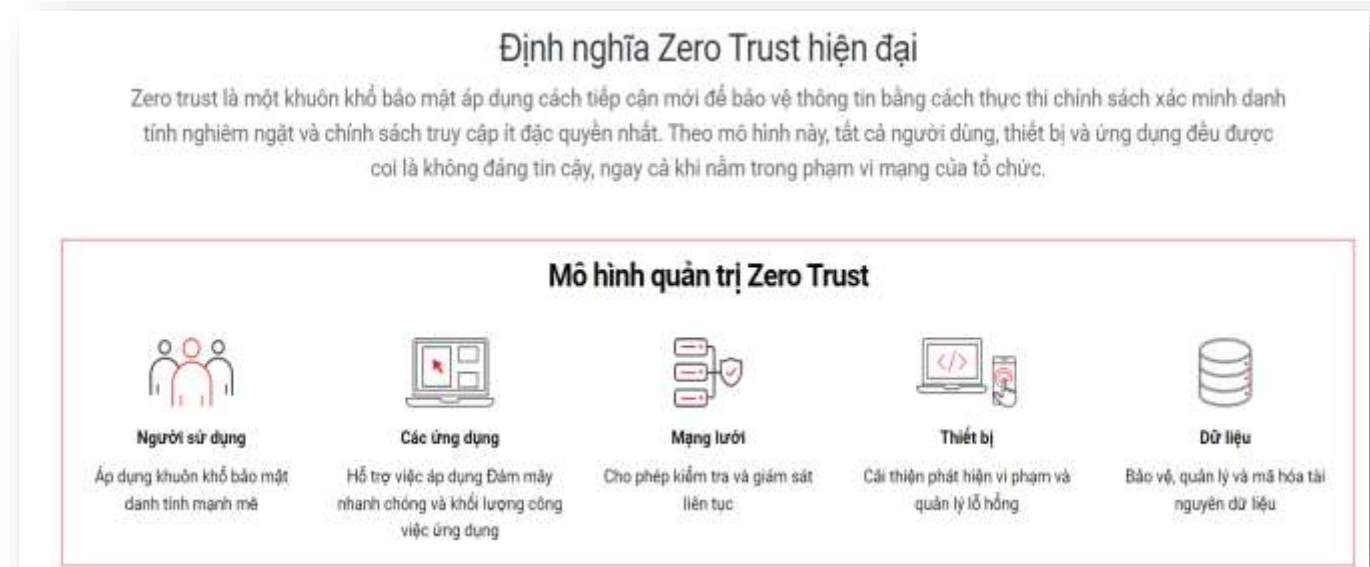 Định nghĩa Zero Trust hiện đại
Zero trust là một khuôn khổ bảo mật áp dụng cách tiếp cận mới để bảo vệ thông tin bằng cách thực thi chính sách xác minh danh
tính nghiêm ngặt và chính sách truy cập ít đặc quyền nhất. Theo mô hình này, tất cả người dùng, thiết bị và ứng dụng đều được
coi là không đáng tin cậy, ngay cả khi nằm trong phạm vi mạng của tổ chức.
Mô hình quản trị Zero Trust
Người sử dụng
Áp dụng khuôn khổ bảo mật
danh tính mạnh mẽ
Các ứng dụng
Hỗ trợ việc áp dụng Đám mây
nhanh chóng và khối lượng công
việc ứng dụng
Mạng lưới
Cho phép kiểm tra và giám sát
liên tục
Thiết bị
Cải thiện phát hiện vi phạm và
quản lý lỗ hổng
Dữ liệu
Bảo vệ, quản lý và mã hóa tài
nguyên dữ liệu